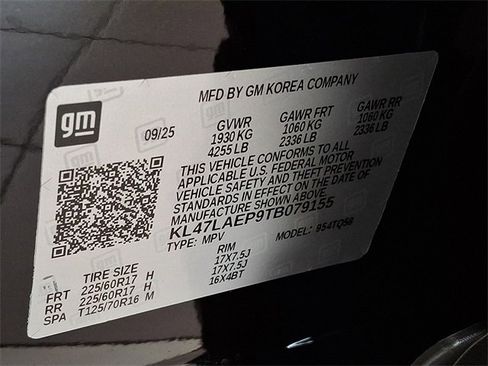 MFD BY GM KOREA COMPANY
gm
09/25
GVWR
1930 KG
4255 LB
GAWR FRT
1060 KG
2336 LB
GAWR RR
1060 KG
2336 LB
THIS VEHICLE CONFORMS TO ALL
APPLICABLE U.S. FEDERAL MOTOR
VEHICLE SAFETY AND THEFT PREVENTION
STANDARDS IN EFFECT ON THE DATE OF
MANUFACTURE SHOWN ABOVE
KL47LAEP9TB079155
TYPE: MPV MODEL: 954TQ56
TIRE SIZE RIM
FRT 225/60R17 H 17X7.5J
RR 225/60R17 H 17X7.5J
SPA T125/70R16 M 16X4BT